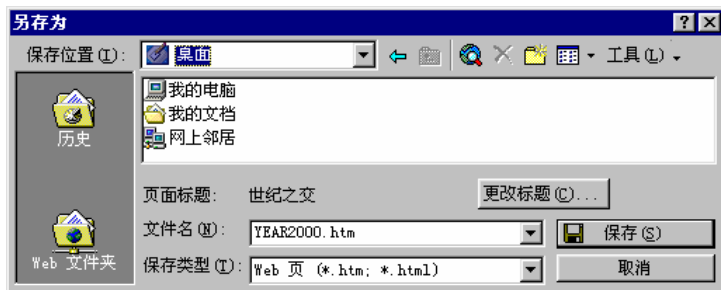 另存为
保存位置(I): 桌面 工具(L)
我的电脑
我的文档
网上邻居
历史
页面标题: 世纪之交 更改标题(C)...
文件名(N): YEAR2000.htm 保存(S)
Web 文件夹
保存类型(T): Web 页 (*.htm; *.html) 取消